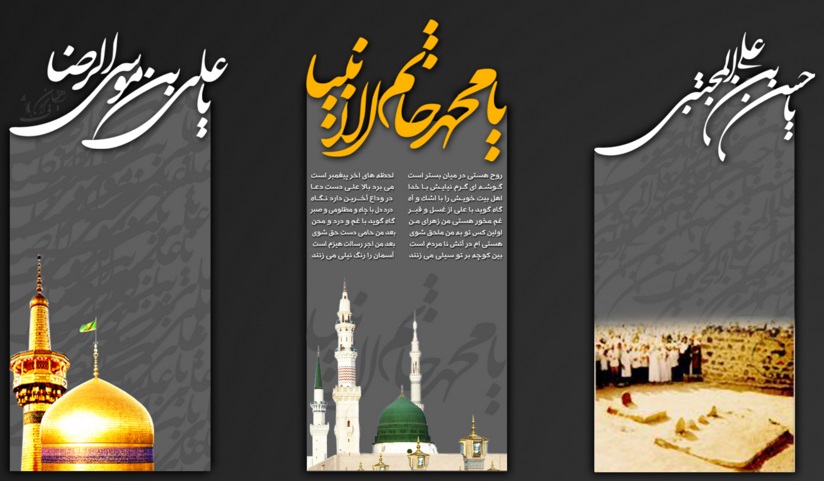 یا حسن بن علی المجتبی
یا محمد خاتم الانبیا
روح هستی در میان بستر است
لحظه های اخر پیغمبر است
گوشه ای گرم نیایش با خدا
می برد بالا علی دست دعا
اهل بیت خویش را با اشک و آه
در وداع آخرین دارد نگاه
گاه گوید با علی از غسل و قبر
درد دل با چاه و مظلومی و صبر
غم مخور هستی من زهرای من
گاه گوید با غم و درد و محن
اولین کس تو به من ملحق شوی
بعد من حامی دست حق شوی
هستی ام در آتش نا مردم است
بعد من اجر رسالت هیزم است
بین کوچه بر تو سیلی می زنند
آسمان را رنگ نیلی می زنند
یا علی بن موسی الرضا